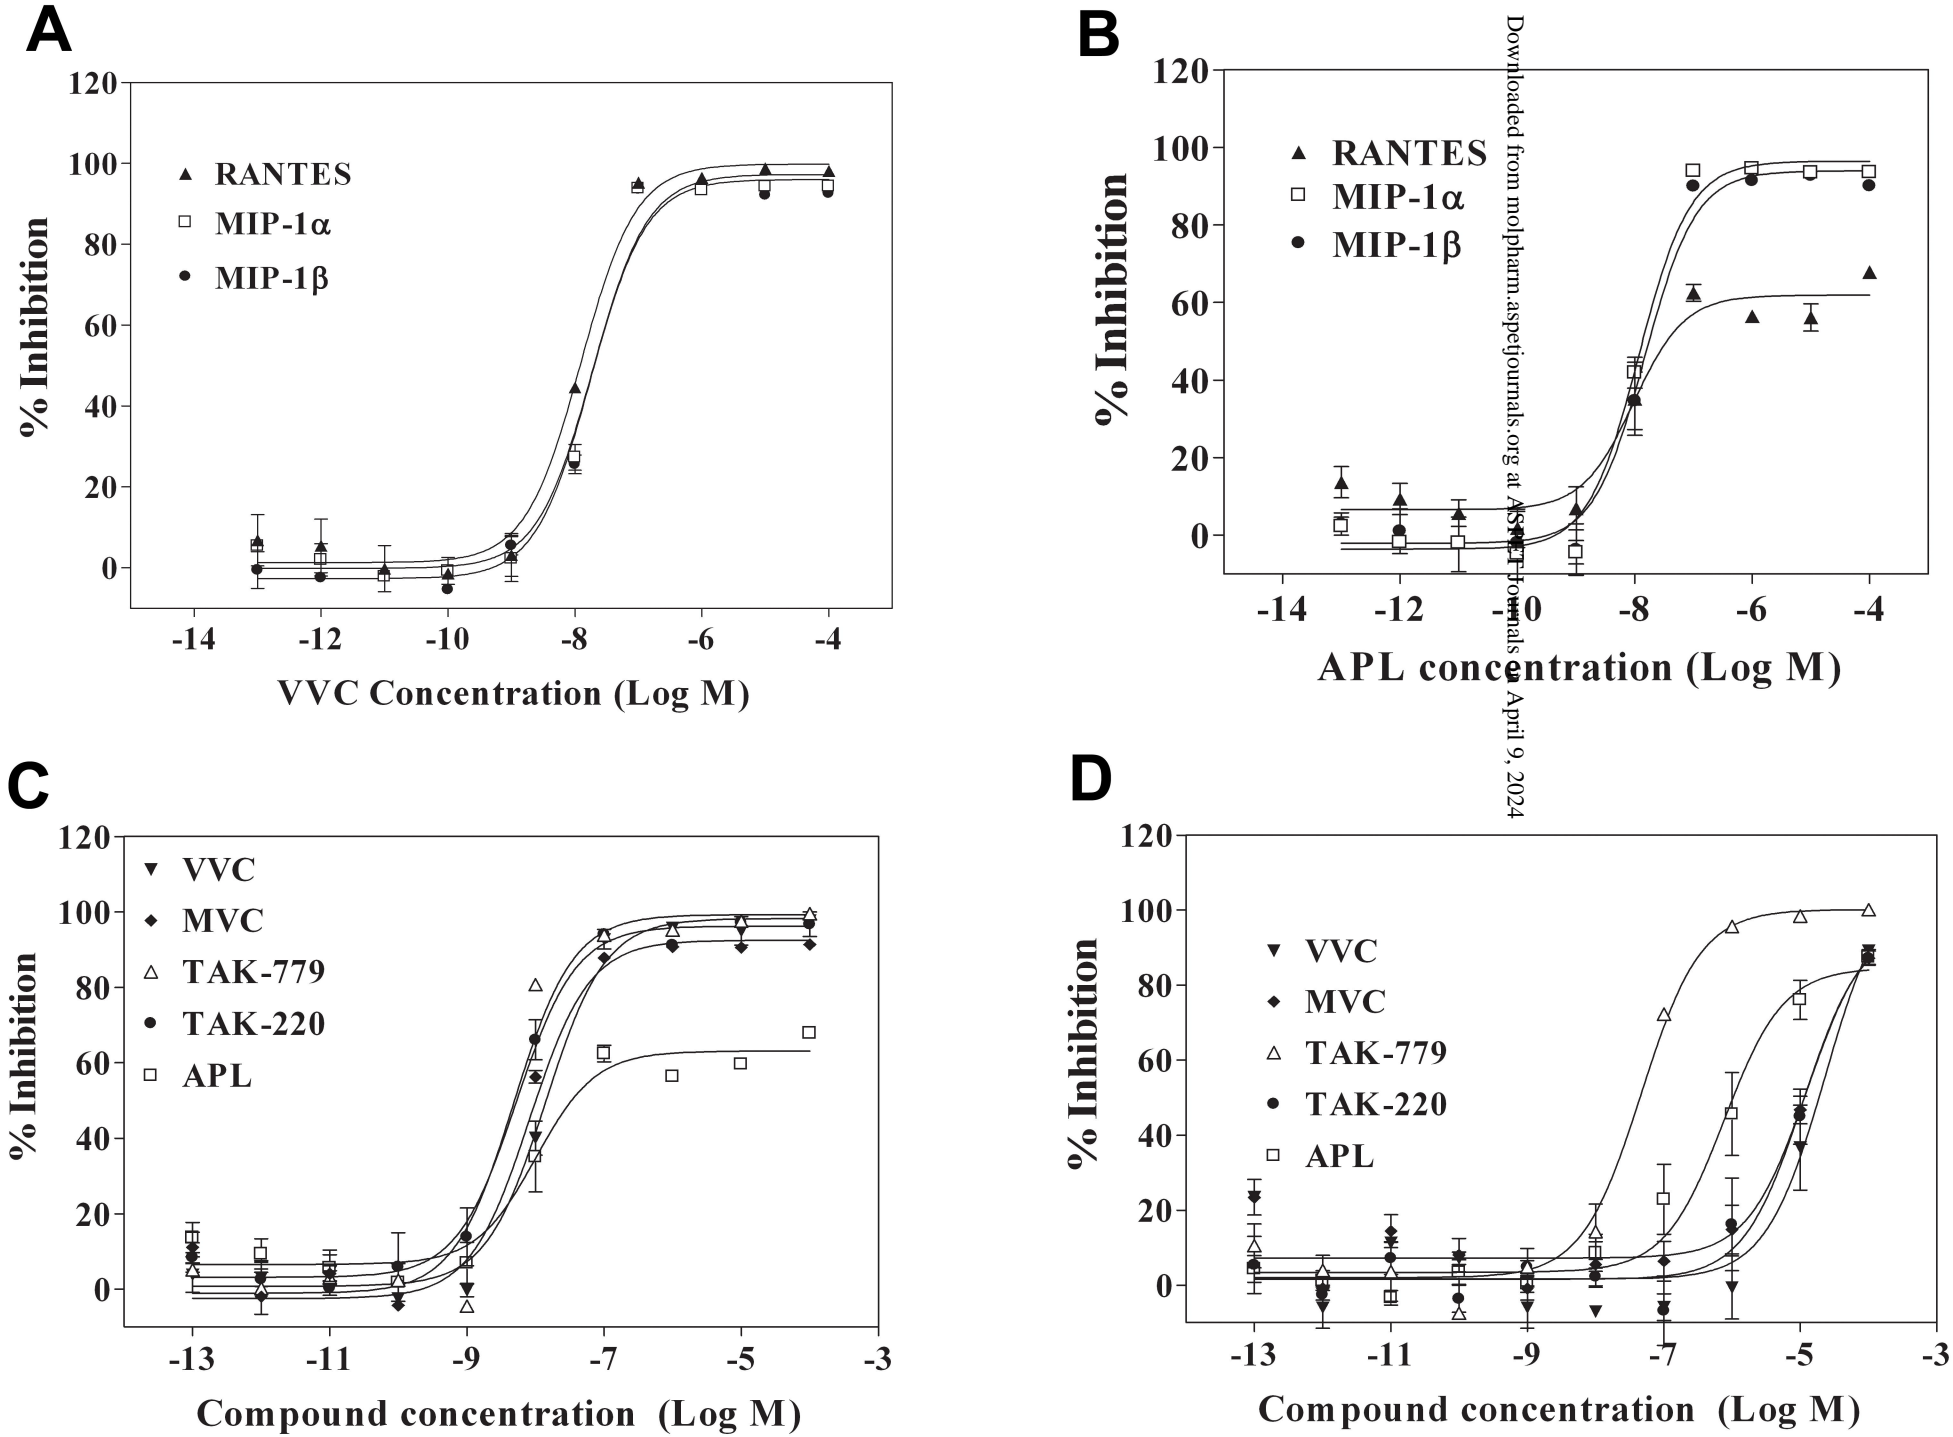 A
120
100
80
60
40
20
0
% Inhibition
RANTES
MIP-1α
MIP-1β
-14 -12 -10 -8 -6 -4
VVC Concentration (Log M)
B
120
100
80
60
40
20
0
% Inhibition
RANTES
MIP-1α
MIP-1β
-14 -12 -10 -8 -6 -4
APL concentration (Log M)
Downloaded from molpharm.aspetjournals.org at ASPET Journals on April 9, 2024
C
120
100
80
60
40
20
0
% Inhibition
VVC
MVC
TAK-779
TAK-220
APL
-13 -11 -9 -7 -5 -3
Compound concentration (Log M)
D
120
100
80
60
40
20
0
% Inhibition
VVC
MVC
TAK-779
TAK-220
APL
-13 -11 -9 -7 -5 -3
Compound concentration (Log M)